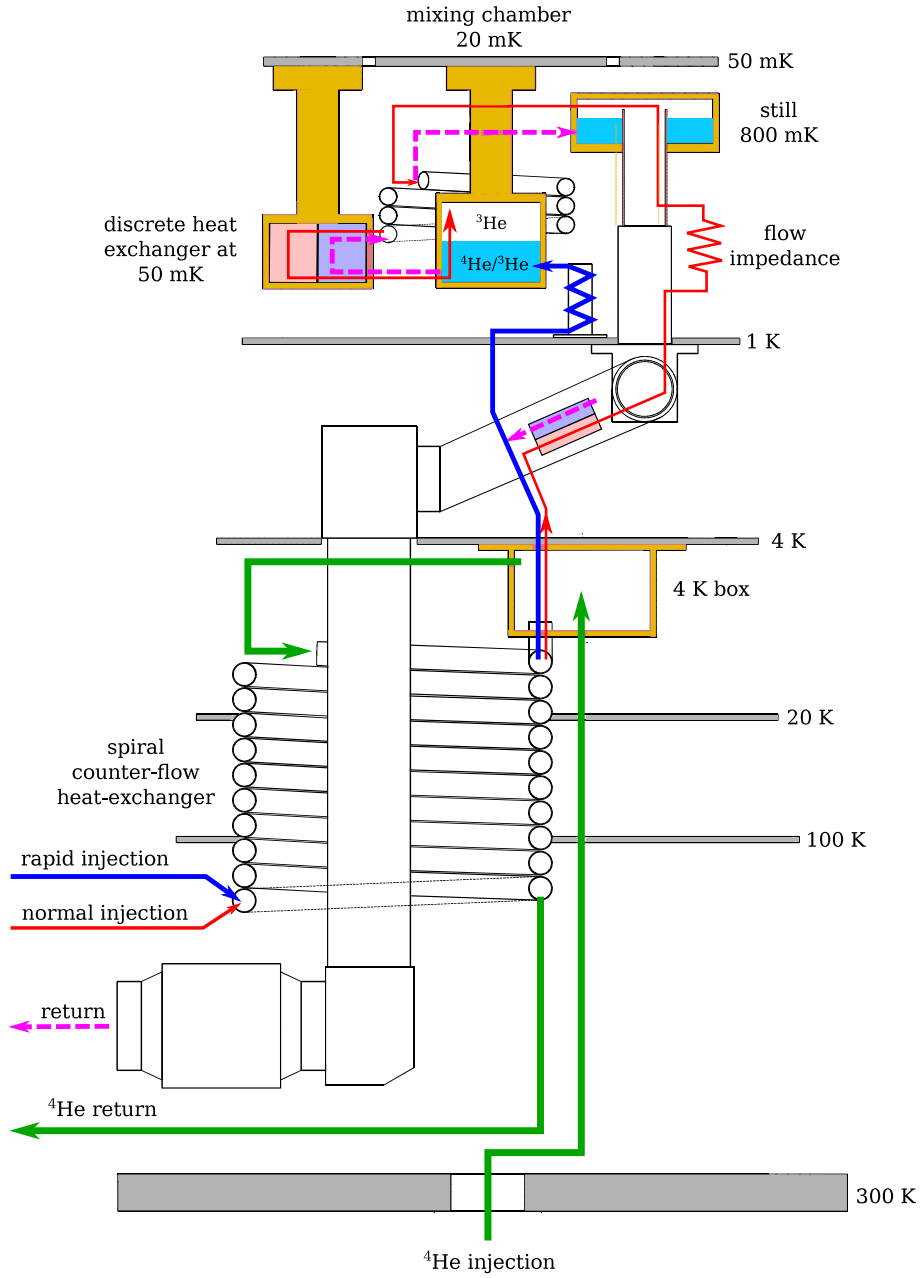 mixing chamber
20 mK
50 mK
still
800 mK
³He
discrete heat
exchanger at
50 mK
flow
impedance
⁴He/³He
1 K
4 K
4 K box
20 K
spiral
counter-flow
heat-exchanger
100 K
rapid injection
normal injection
return
⁴He return
300 K
⁴He injection